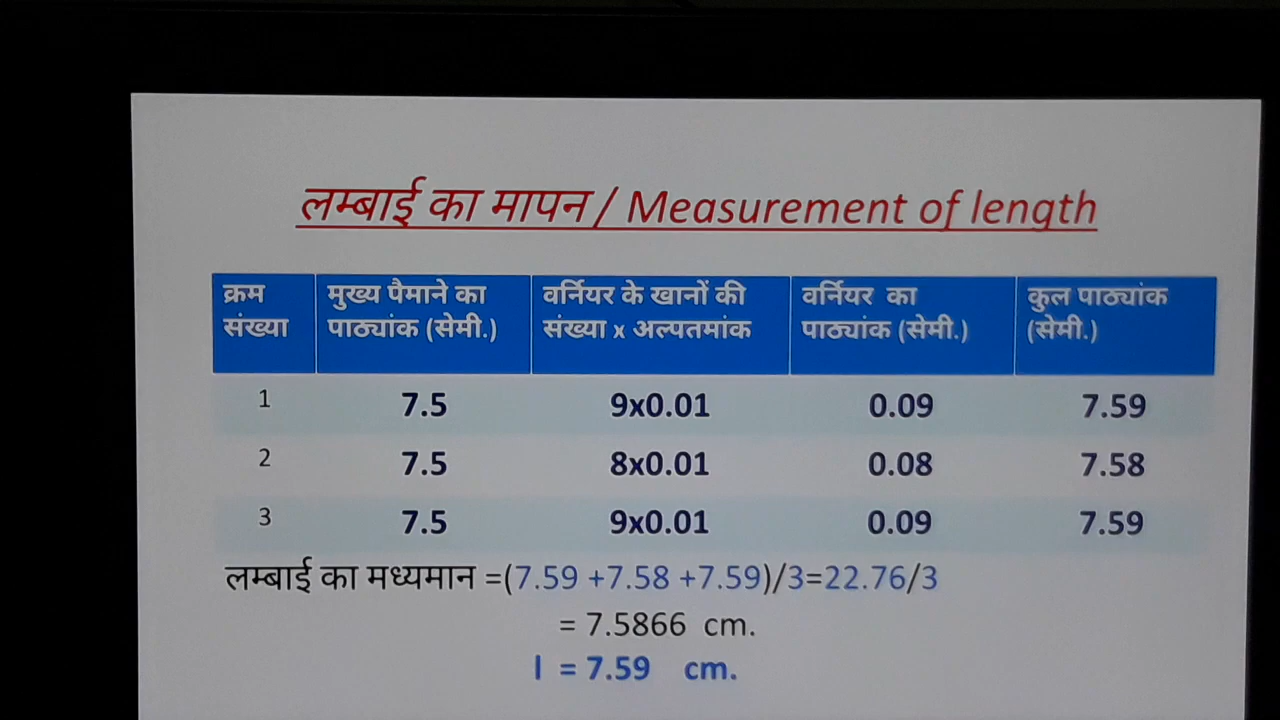 लम्बाई का मापन / Measurement of length
क्रम संख्या | मुख्य पैमाने का पाठ्यांक (सेमी.) | वर्नियर के खानों की संख्या x अल्पतमांक | वर्नियर का पाठ्यांक (सेमी.) | कुल पाठ्यांक (सेमी.)
1 7.5 9x0.01 0.09 7.59
2 7.5 8x0.01 0.08 7.58
3 7.5 9x0.01 0.09 7.59
लम्बाई का मध्यमान =(7.59 +7.58 +7.59)/3=22.76/3
= 7.5866 cm.
l = 7.59 cm.